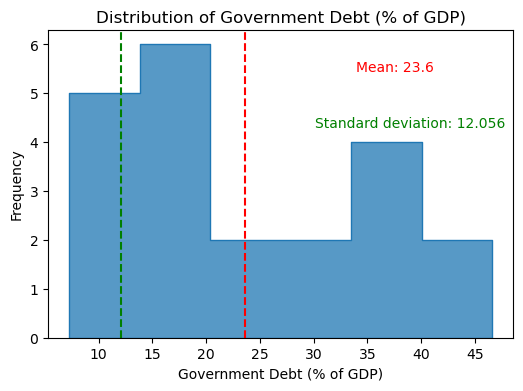 Distribution of Government Debt (% of GDP)
6
5
4
3
2
1
0
Frequency
Mean: 23.6
Standard deviation: 12.056
10 15 20 25 30 35 40 45
Government Debt (% of GDP)